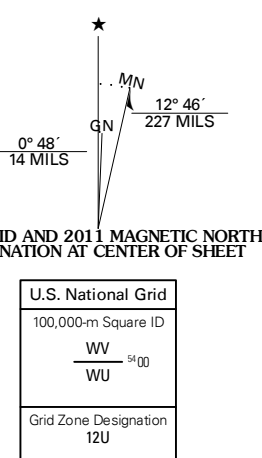 ★
MN
12° 46´
227 MILS
GN
0° 48´
14 MILS
ID AND 2011 MAGNETIC NORTH
NATION AT CENTER OF SHEET
U.S. National Grid
100,000-m Square ID
WV
5400
WU
Grid Zone Designation
12U